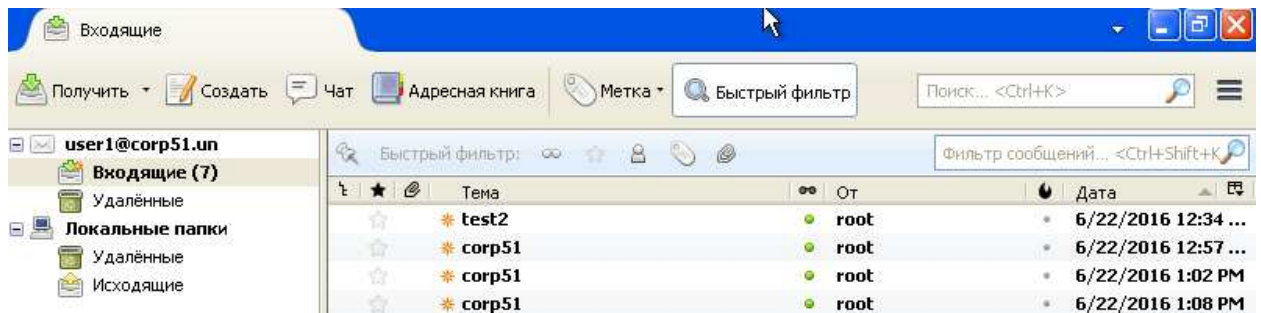 Входящие
Получить Создать Чат Адресная книга Метка Быстрый фильтр Поиск... <Ctrl+K>
user1@corp51.un
Входящие (7)
Удалённые
Локальные папки
Удалённые
Исходящие
Быстрый фильтр: Фильтр сообщений... <Ctrl+Shift+K
Тема От Дата
test2 root 6/22/2016 12:34 ...
corp51 root 6/22/2016 12:57 ...
corp51 root 6/22/2016 1:02 PM
corp51 root 6/22/2016 1:08 PM